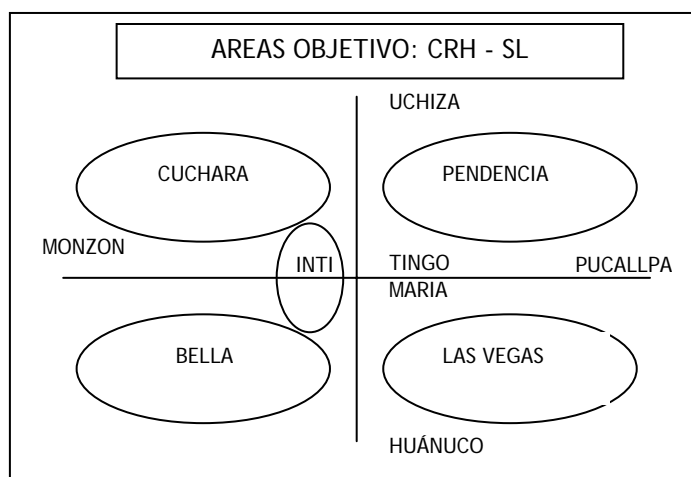 AREAS OBJETIVO: CRH - SL
UCHIZA
CUCHARA
PENDENCIA
MONZON
INTI
TINGO
MARIA
PUCALLPA
BELLA
LAS VEGAS
HUÁNUCO